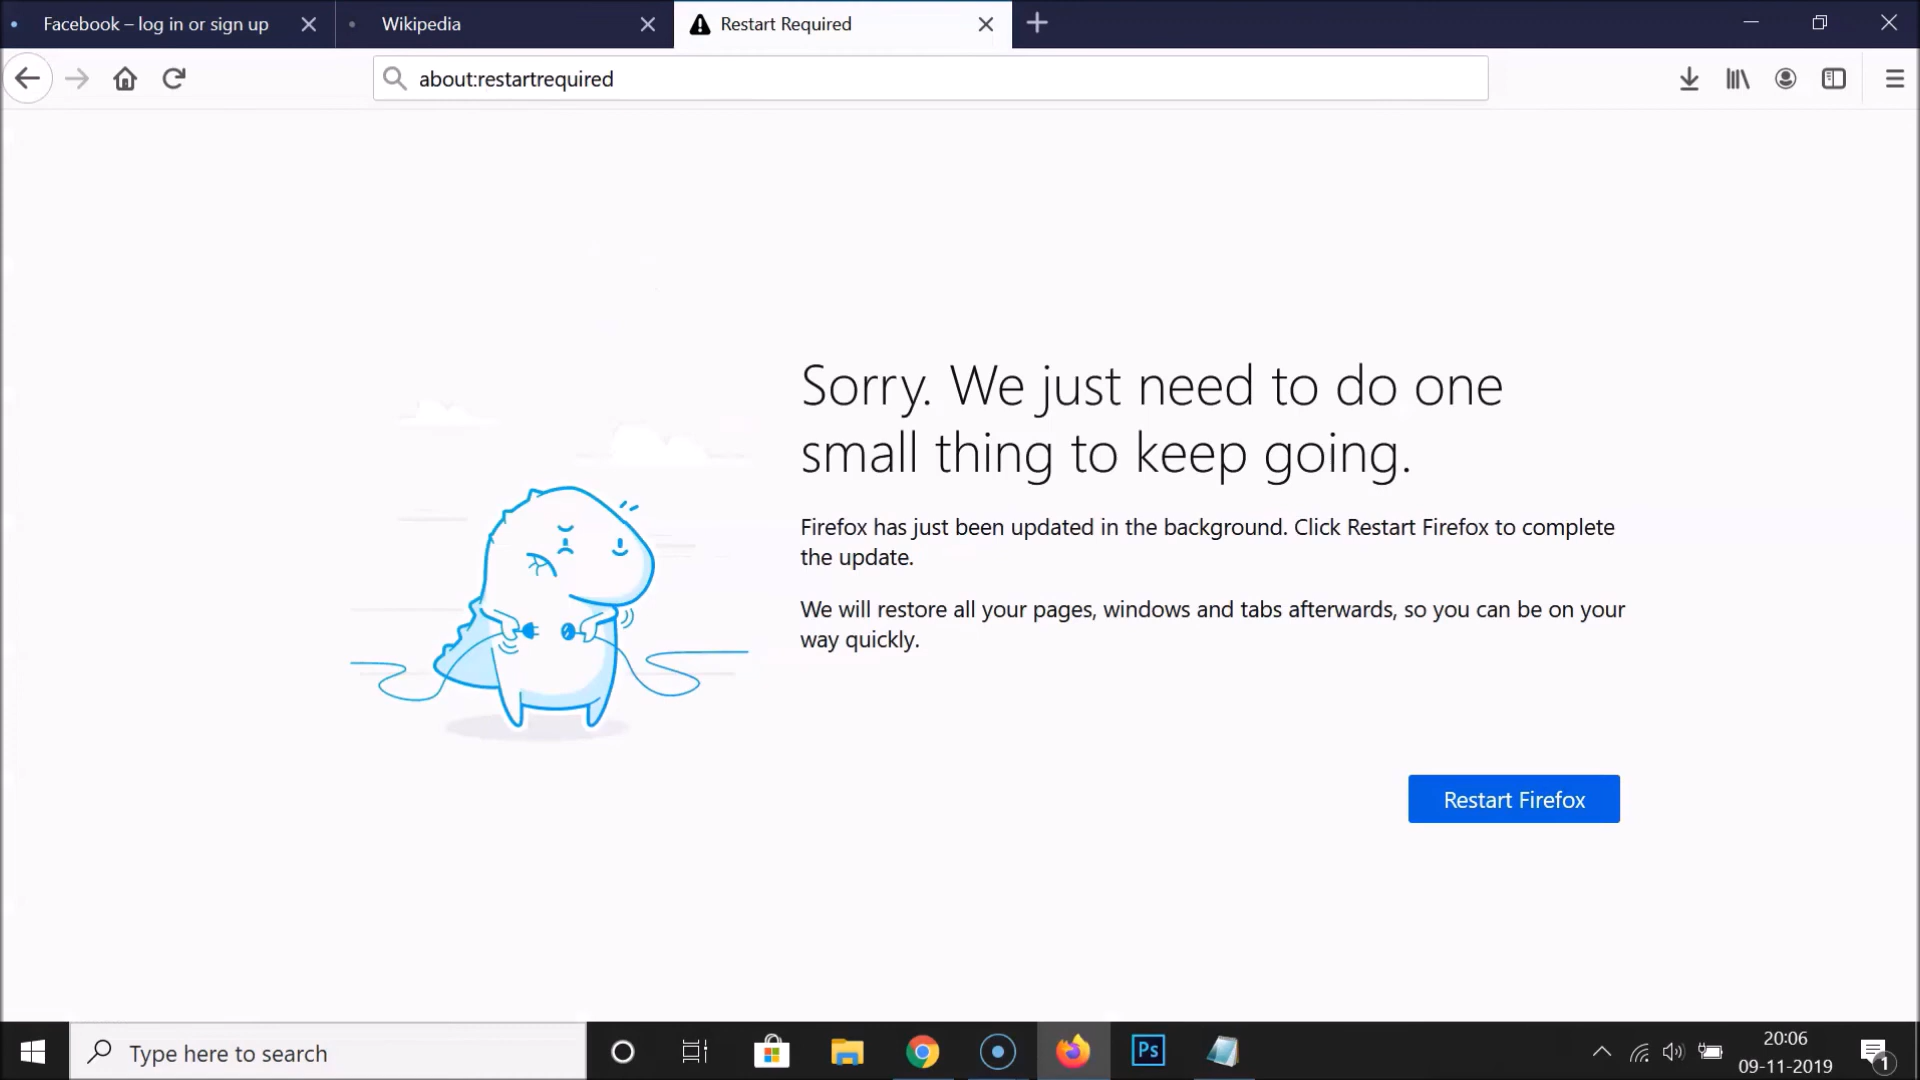 Facebook – log in or sign up
Wikipedia
Restart Required
about:restartrequired
Sorry. We just need to do one
small thing to keep going.
Firefox has just been updated in the background. Click Restart Firefox to complete
the update.
We will restore all your pages, windows and tabs afterwards, so you can be on your
way quickly.
Restart Firefox
Type here to search
Ps
20:06
09-11-2019
1